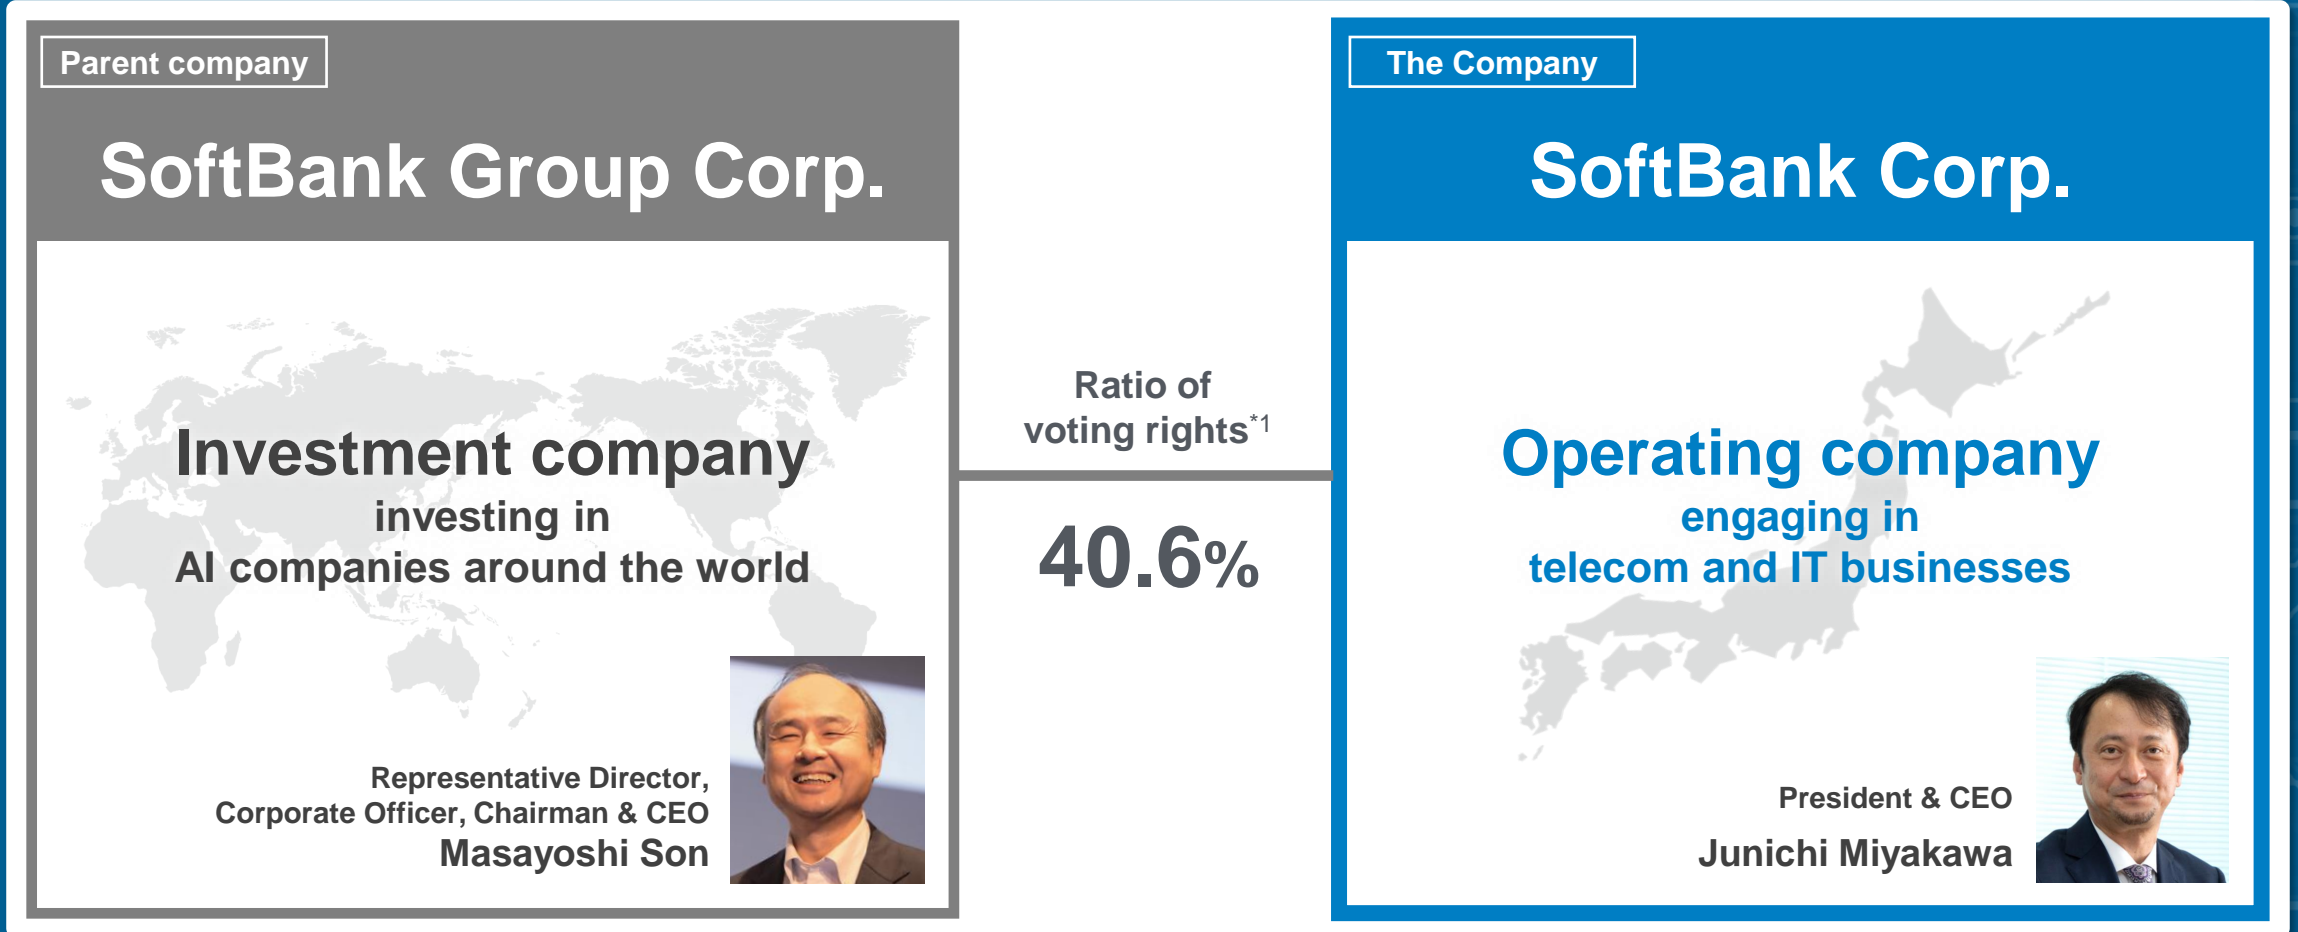 Parent company
SoftBank Group Corp.
Investment company
investing in
AI companies around the world
Representative Director,
Corporate Officer, Chairman & CEO
Masayoshi Son
Ratio of
voting rights*1
40.6%
The Company
SoftBank Corp.
Operating company
engaging in
telecom and IT businesses
President & CEO
Junichi Miyakawa